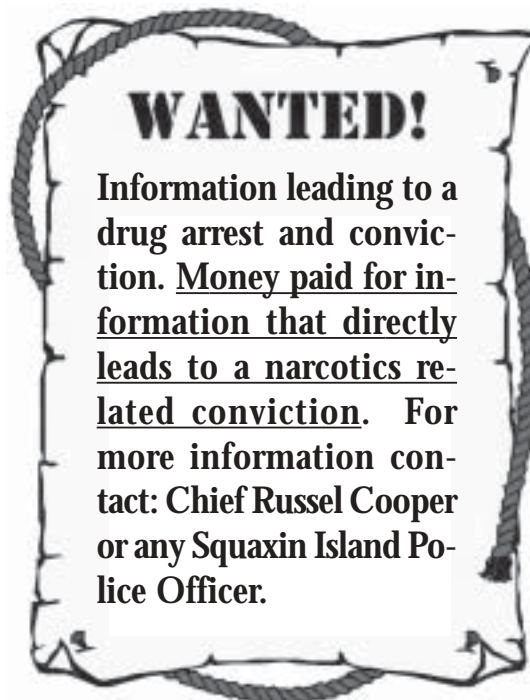 WANTED!
Information leading to a
drug arrest and convic-
tion. Money paid for in-
formation that directly
leads to a narcotics re-
lated conviction. For
more information con-
tact: Chief Russel Cooper
or any Squaxin Island Po-
lice Officer.